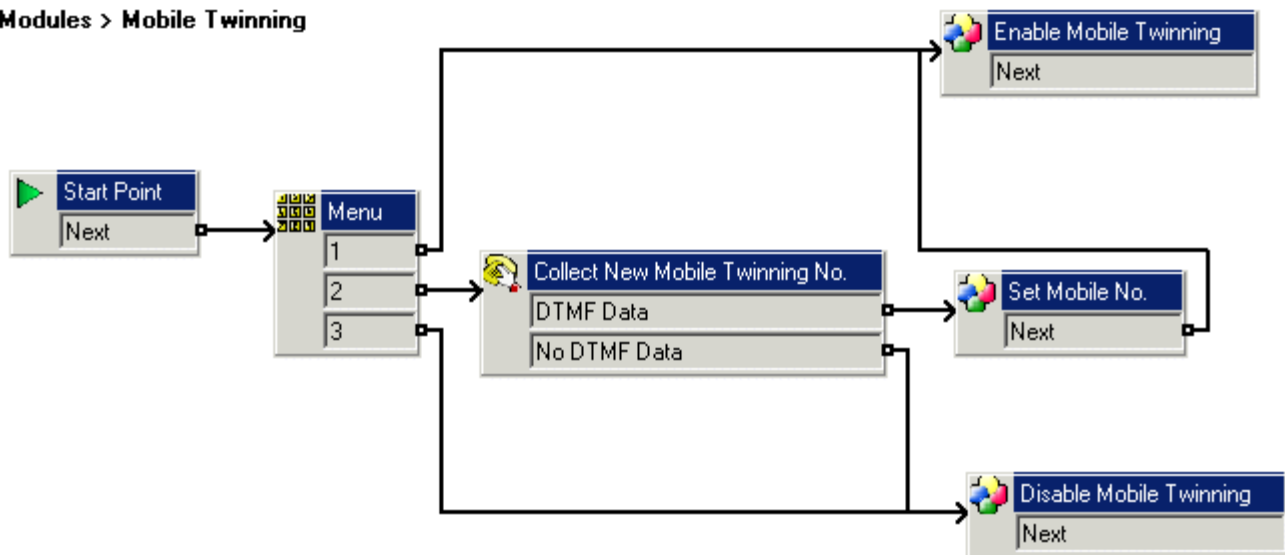 Modules > Mobile Twinning
Enable Mobile Twinning
Next
Start Point
Next
Menu
1
2
3
Collect New Mobile Twinning No.
DTMF Data
No DTMF Data
Set Mobile No.
Next
Disable Mobile Twinning
Next